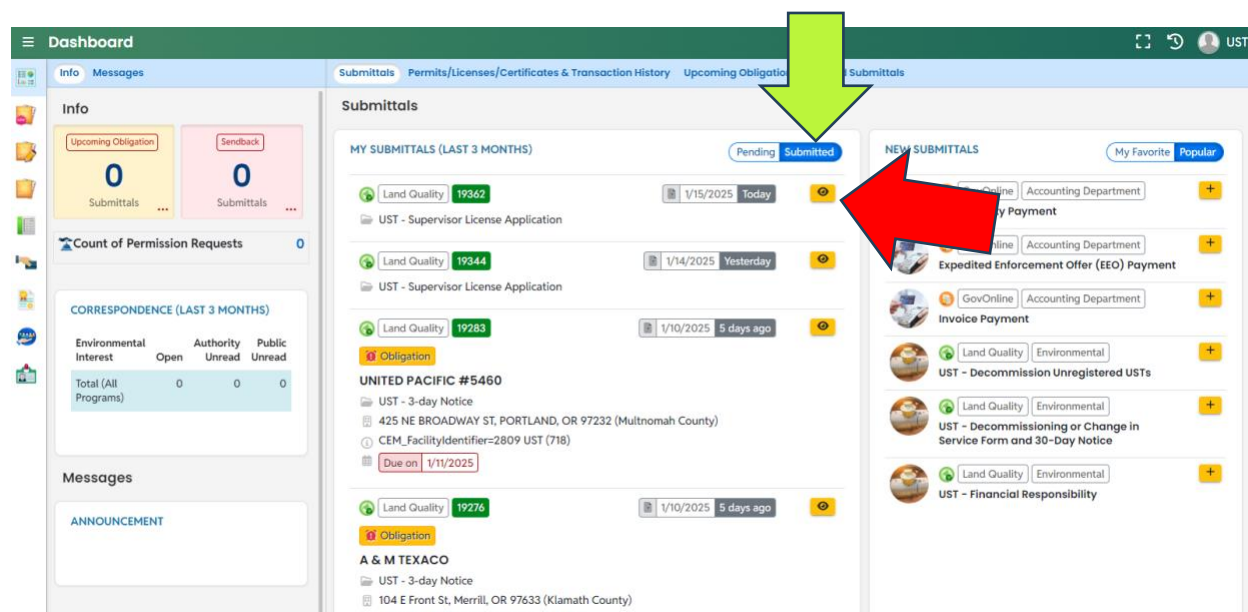 Dashboard
UST
Info Messages
Submittals Permits/Licenses/Certificates & Transaction History Upcoming Obligatio Submittals
Info
Upcoming Obligation
0
Submittals ...
Sendback
0
Submittals ...
Count of Permission Requests 0
CORRESPONDENCE (LAST 3 MONTHS)
Environmental Interest Open Authority Unread Public Unread
Total (All Programs) 0 0 0
Messages
ANNOUNCEMENT
Submittals
MY SUBMITTALS (LAST 3 MONTHS) Pending Submitted
Land Quality 19362 1/15/2025 Today
UST - Supervisor License Application
Land Quality 19344 1/14/2025 Yesterday
UST - Supervisor License Application
Land Quality 19283 1/10/2025 5 days ago
Obligation
UNITED PACIFIC #5460
UST - 3-day Notice
425 NE BROADWAY ST, PORTLAND, OR 97232 (Multnomah County)
CEM_FacilityIdentifier=2809 UST (718)
Due on 1/11/2025
Land Quality 19276 1/10/2025 5 days ago
Obligation
A & M TEXACO
UST - 3-day Notice
104 E Front St, Merrill, OR 97633 (Klamath County)
NEW SUBMITTALS My Favorite Popular
Accounting Department +
Payment
Accounting Department +
Expedited Enforcement Offer (EEO) Payment
GovOnline Accounting Department +
Invoice Payment
Land Quality Environmental +
UST - Decommission Unregistered USTs
Land Quality Environmental +
UST - Decommissioning or Change in
Service Form and 30-Day Notice
Land Quality Environmental +
UST - Financial Responsibility